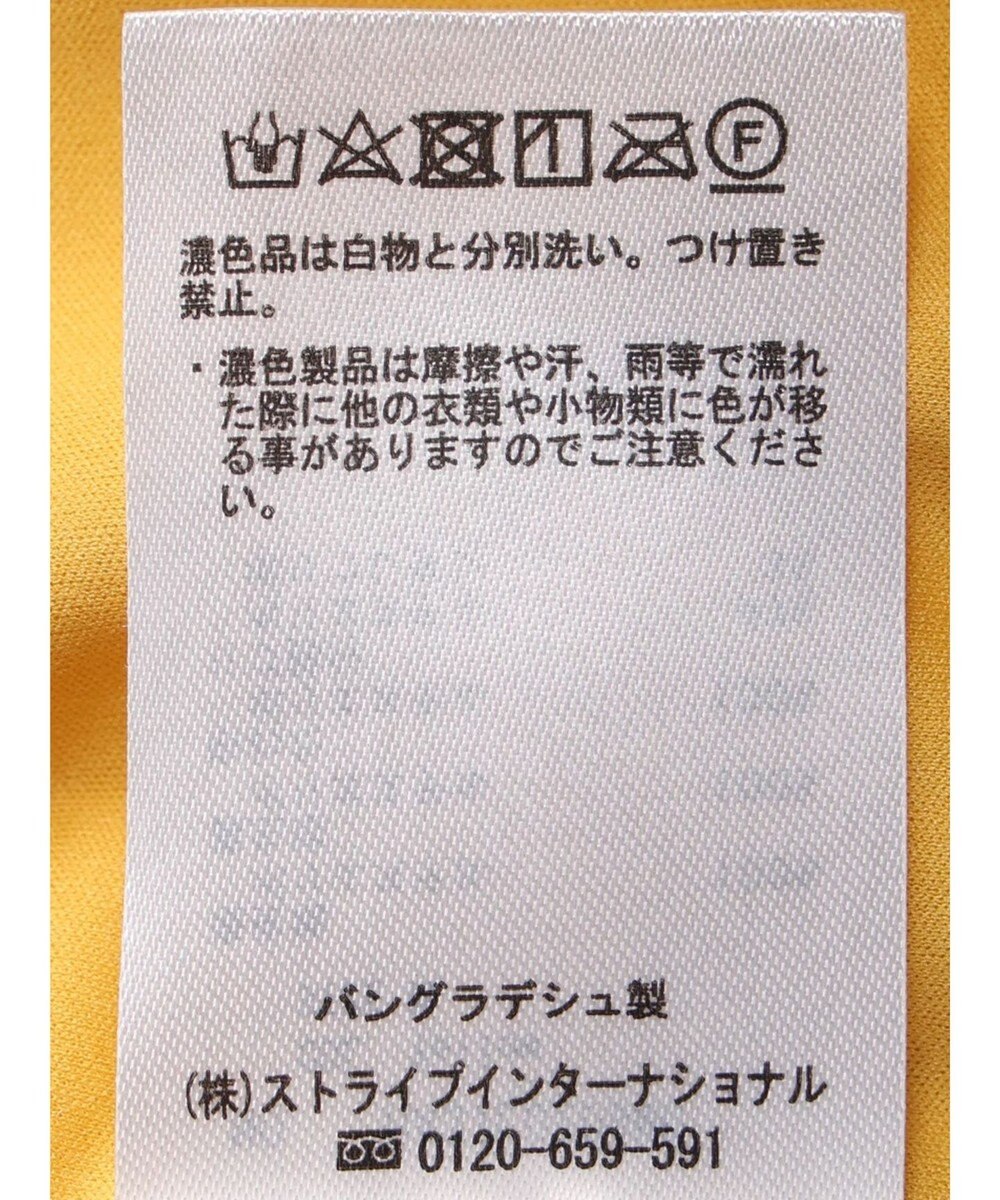 F
濃色品は白物と分別洗い。つけ置き
禁止。
・濃色製品は摩擦や汗、雨等で濡れ
た際に他の衣類や小物類に色が移
る事がありますのでご注意くださ
い。
バングラデシュ製
(株)ストライプインターナショナル
0120-659-591